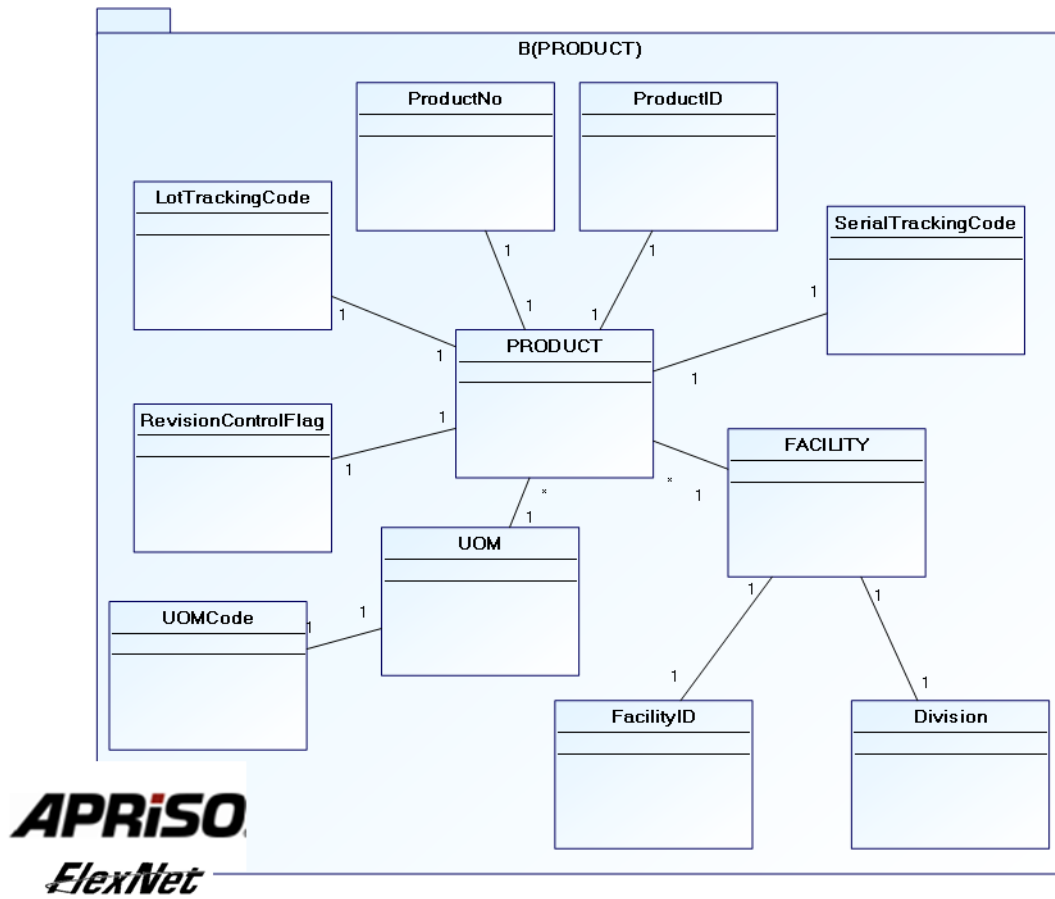 B(PRODUCT)
ProductNo
ProductID
LotTrackingCode
SerialTrackingCode
1
1
1
1
1
1
1
PRODUCT
1
1
RevisionControlFlag
1
1
FACILITY
*
*
1
1
UOM
1
1
UOMCode
1
1
1
1
FacilityID
Division
APRiSO.
FlexNet